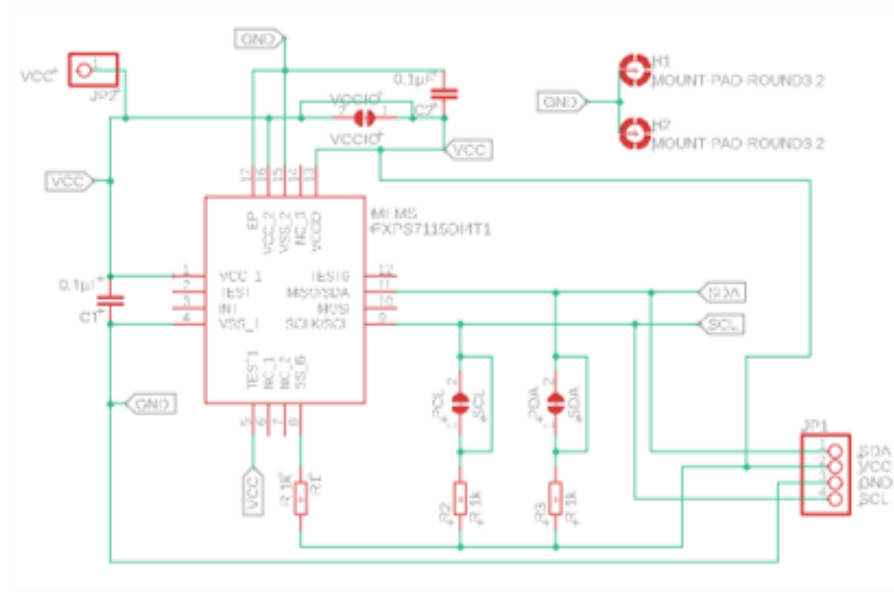 GND
VCC
1
JP2
0.1µF
C2
VCCIO
2
1
VCCIO
VCC
H1
MOUNT-PAD-ROUND3.2
GND
H2
MOUNT-PAD-ROUND3.2
VCC
17
16
15
14
13
EP
VCC_2
VSS_2
NC_3
VCCIO
MEMS
FXPS7115DI4T1
0.1µF
C1
1
2
3
4
VCC_1
TEST
INT
VSS_1
TEST6
MISO/SDA
MOSI
SCLK/SCL
12
11
10
9
SDA
SCL
TEST1
NC_1
NC_2
SS_B
5
6
7
8
GND
VCC
R 1k
R1
PCL
SCL
2
1
PDA
SDA
2
1
R2
R 1k
R3
R 1k
JP1
1
2
3
4
SDA
VCC
GND
SCL